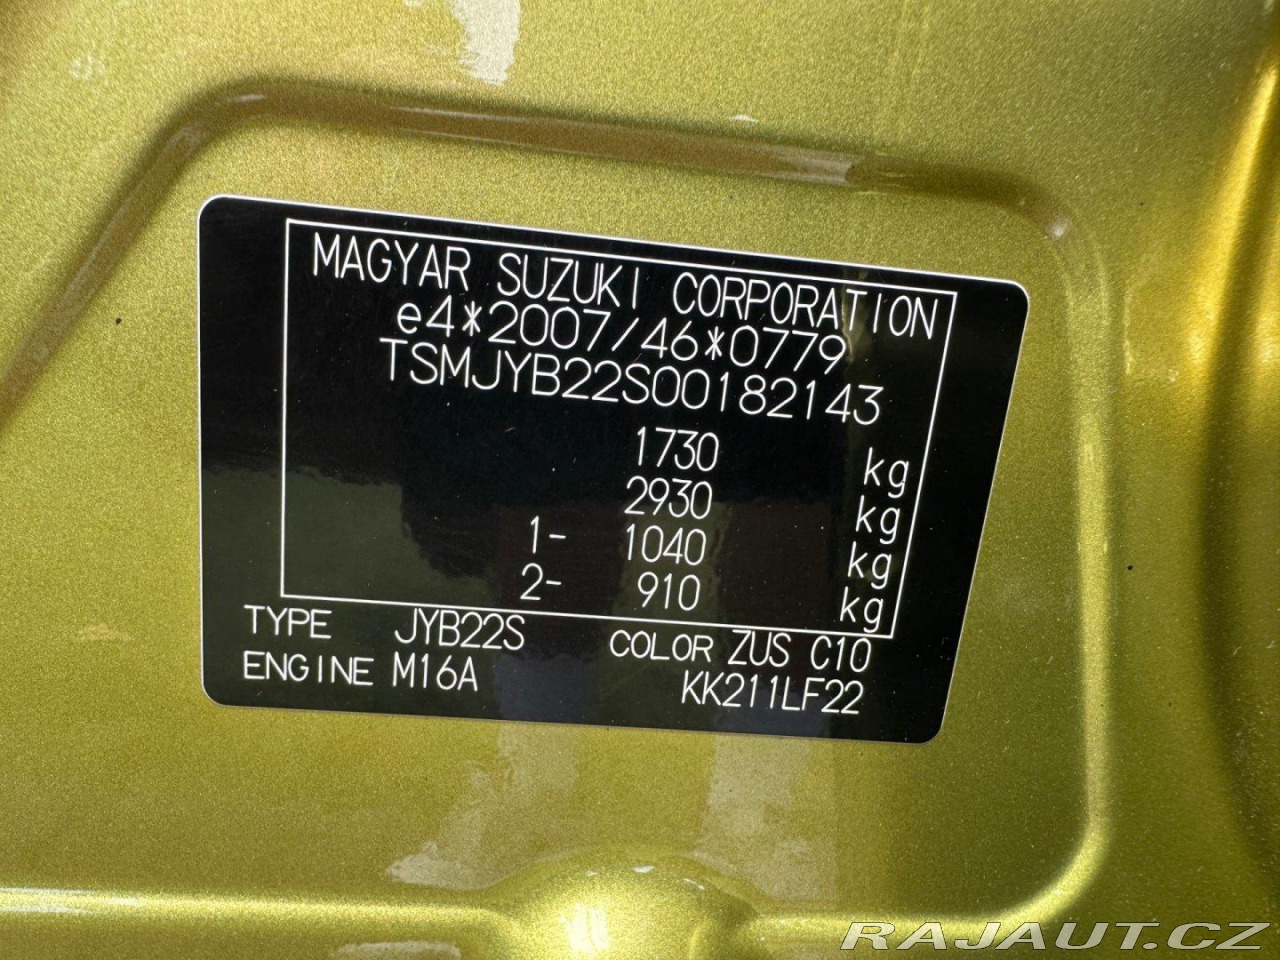 MAGYAR SUZUKI CORPORATION
e4*2007/46*0779
TSMJYB22S00182143
1730 kg
2930 kg
1- 1040 kg
2- 910 kg
TYPE JYB22S COLOR ZUS C10
ENGINE M16A KK211LF22
RAJAUT.CZ